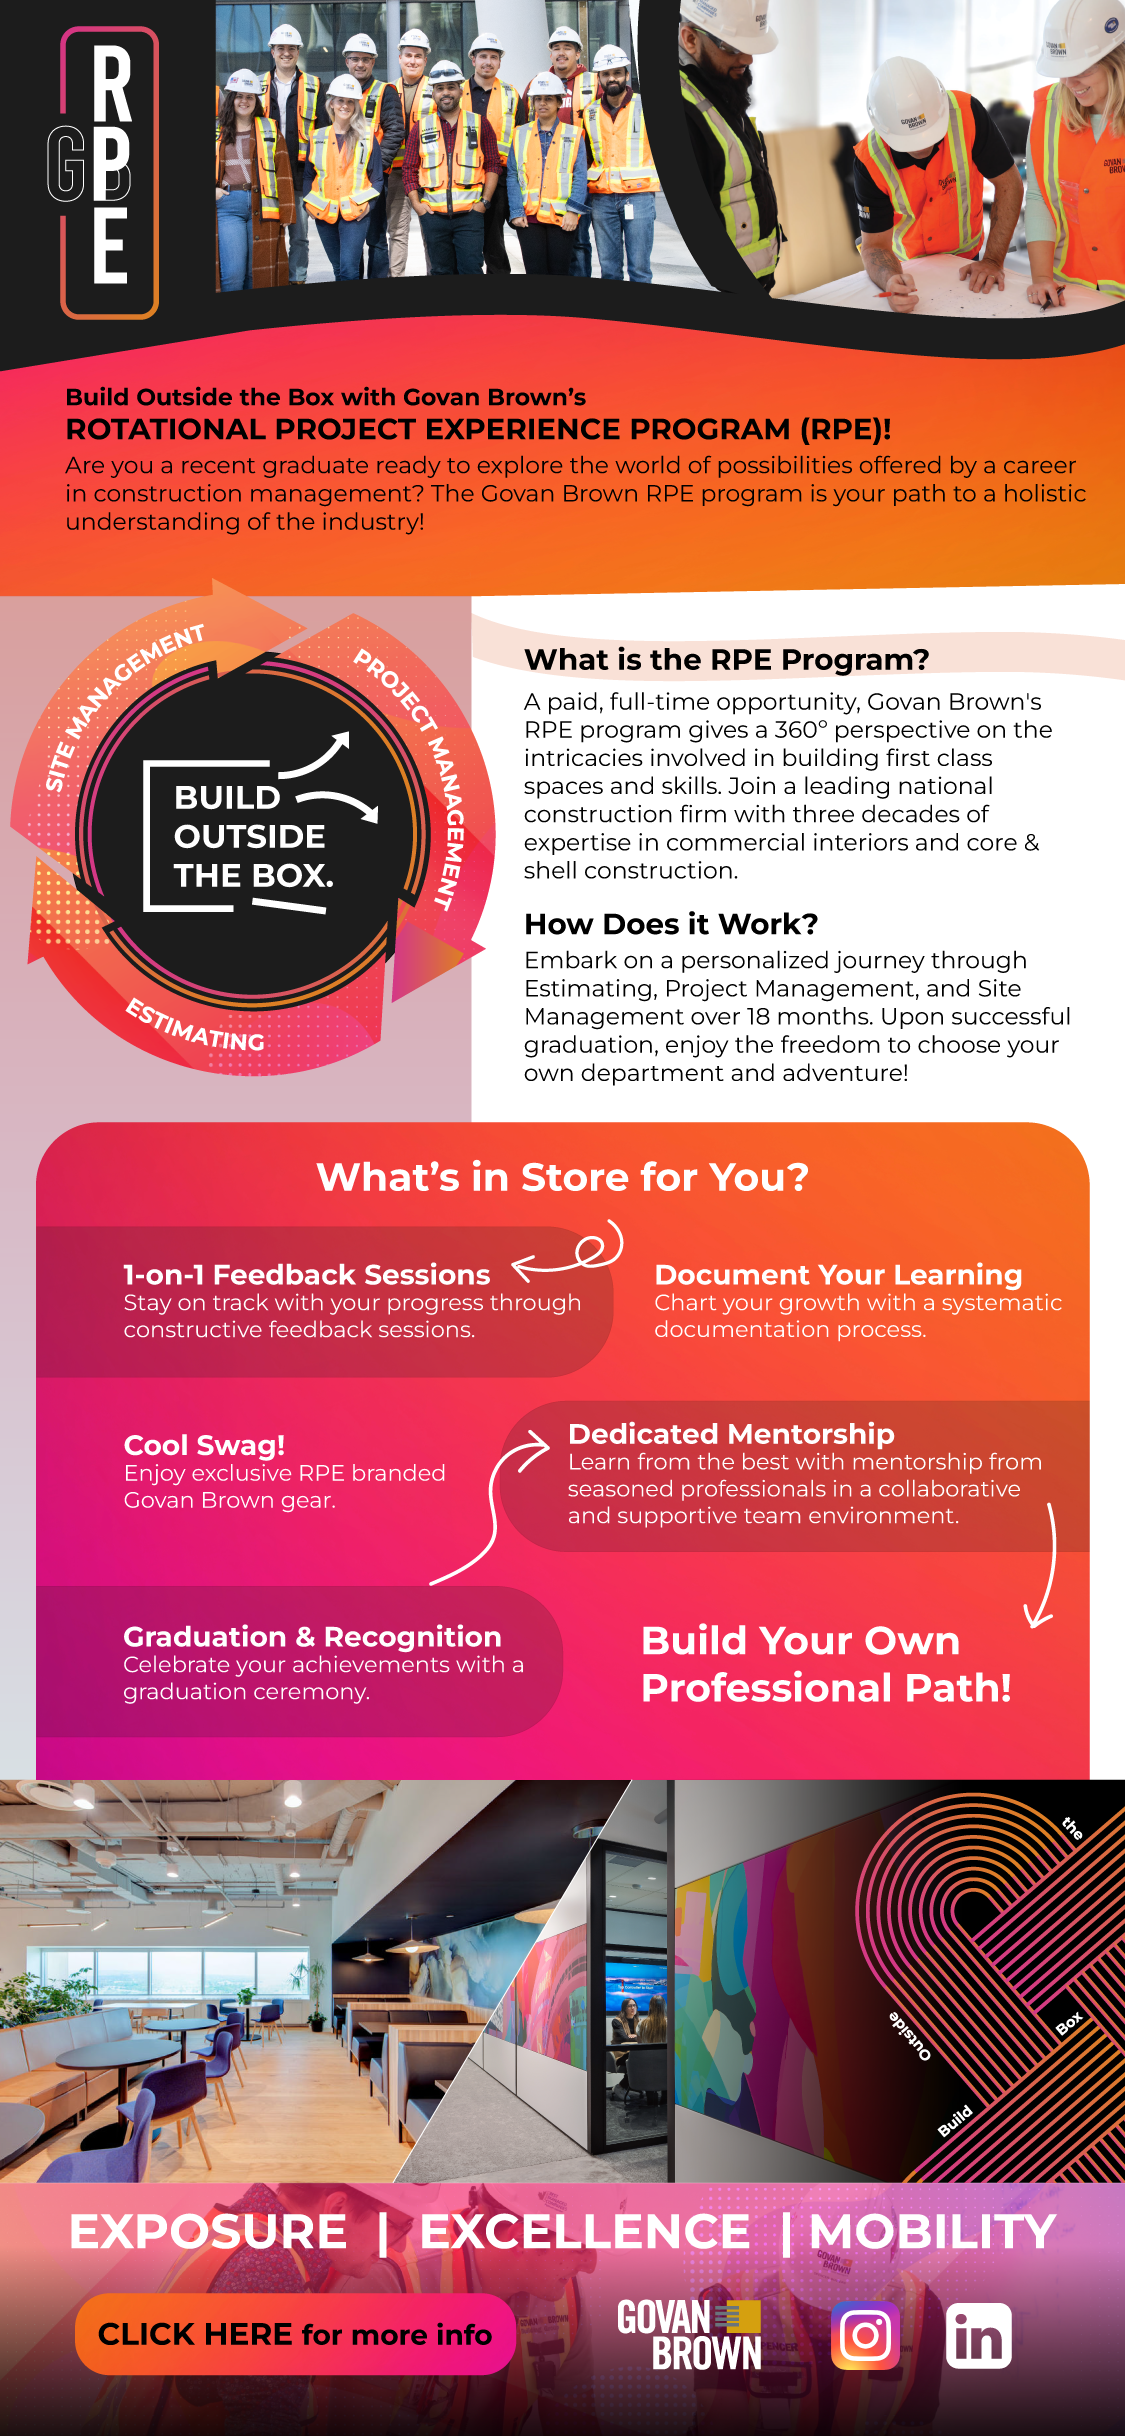 R
P
E
GB
Build Outside the Box with Govan Brown's
ROTATIONAL PROJECT EXPERIENCE PROGRAM (RPE)!
Are you a recent graduate ready to explore the world of possibilities offered by a career
in construction management? The Govan Brown RPE program is your path to a holistic
understanding of the industry!
SITE MANAGEMENT
PROJECT MANAGEMENT
ESTIMATING
BUILD
OUTSIDE
THE BOX.
What is the RPE Program?
A paid, full-time opportunity, Govan Brown's
RPE program gives a 360º perspective on the
intricacies involved in building first class
spaces and skills. Join a leading national
construction firm with three decades of
expertise in commercial interiors and core &
shell construction.
How Does it Work?
Embark on a personalized journey through
Estimating, Project Management, and Site
Management over 18 months. Upon successful
graduation, enjoy the freedom to choose your
own department and adventure!
What's in Store for You?
1-on-1 Feedback Sessions
Stay on track with your progress through
constructive feedback sessions.
Document Your Learning
Chart your growth with a systematic
documentation process.
Cool Swag!
Enjoy exclusive RPE branded
Govan Brown gear.
Dedicated Mentorship
Learn from the best with mentorship from
seasoned professionals in a collaborative
and supportive team environment.
Graduation & Recognition
Celebrate your achievements with a
graduation ceremony.
Build Your Own
Professional Path!
Build
Outside
the
Box
EXPOSURE | EXCELLENCE | MOBILITY
CLICK HERE for more info
GOVAN
BROWN
in